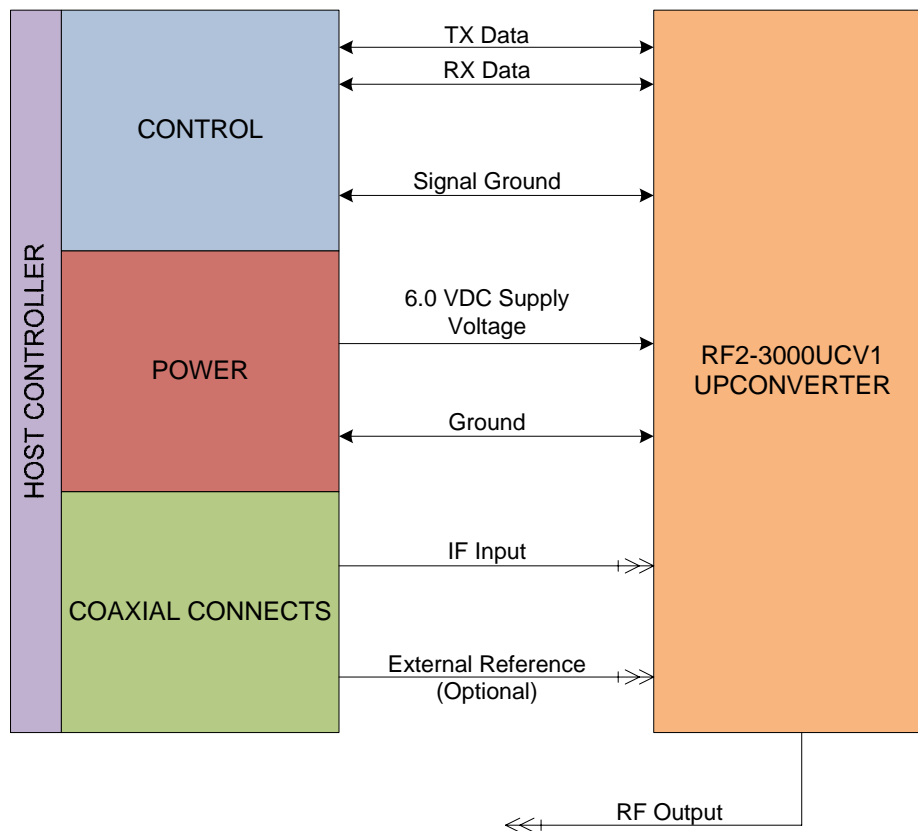 HOST CONTROLLER
CONTROL
POWER
COAXIAL CONNECTS
TX Data
RX Data
Signal Ground
6.0 VDC Supply
Voltage
Ground
IF Input
External Reference
(Optional)
RF2-3000UCV1
UPCONVERTER
RF Output